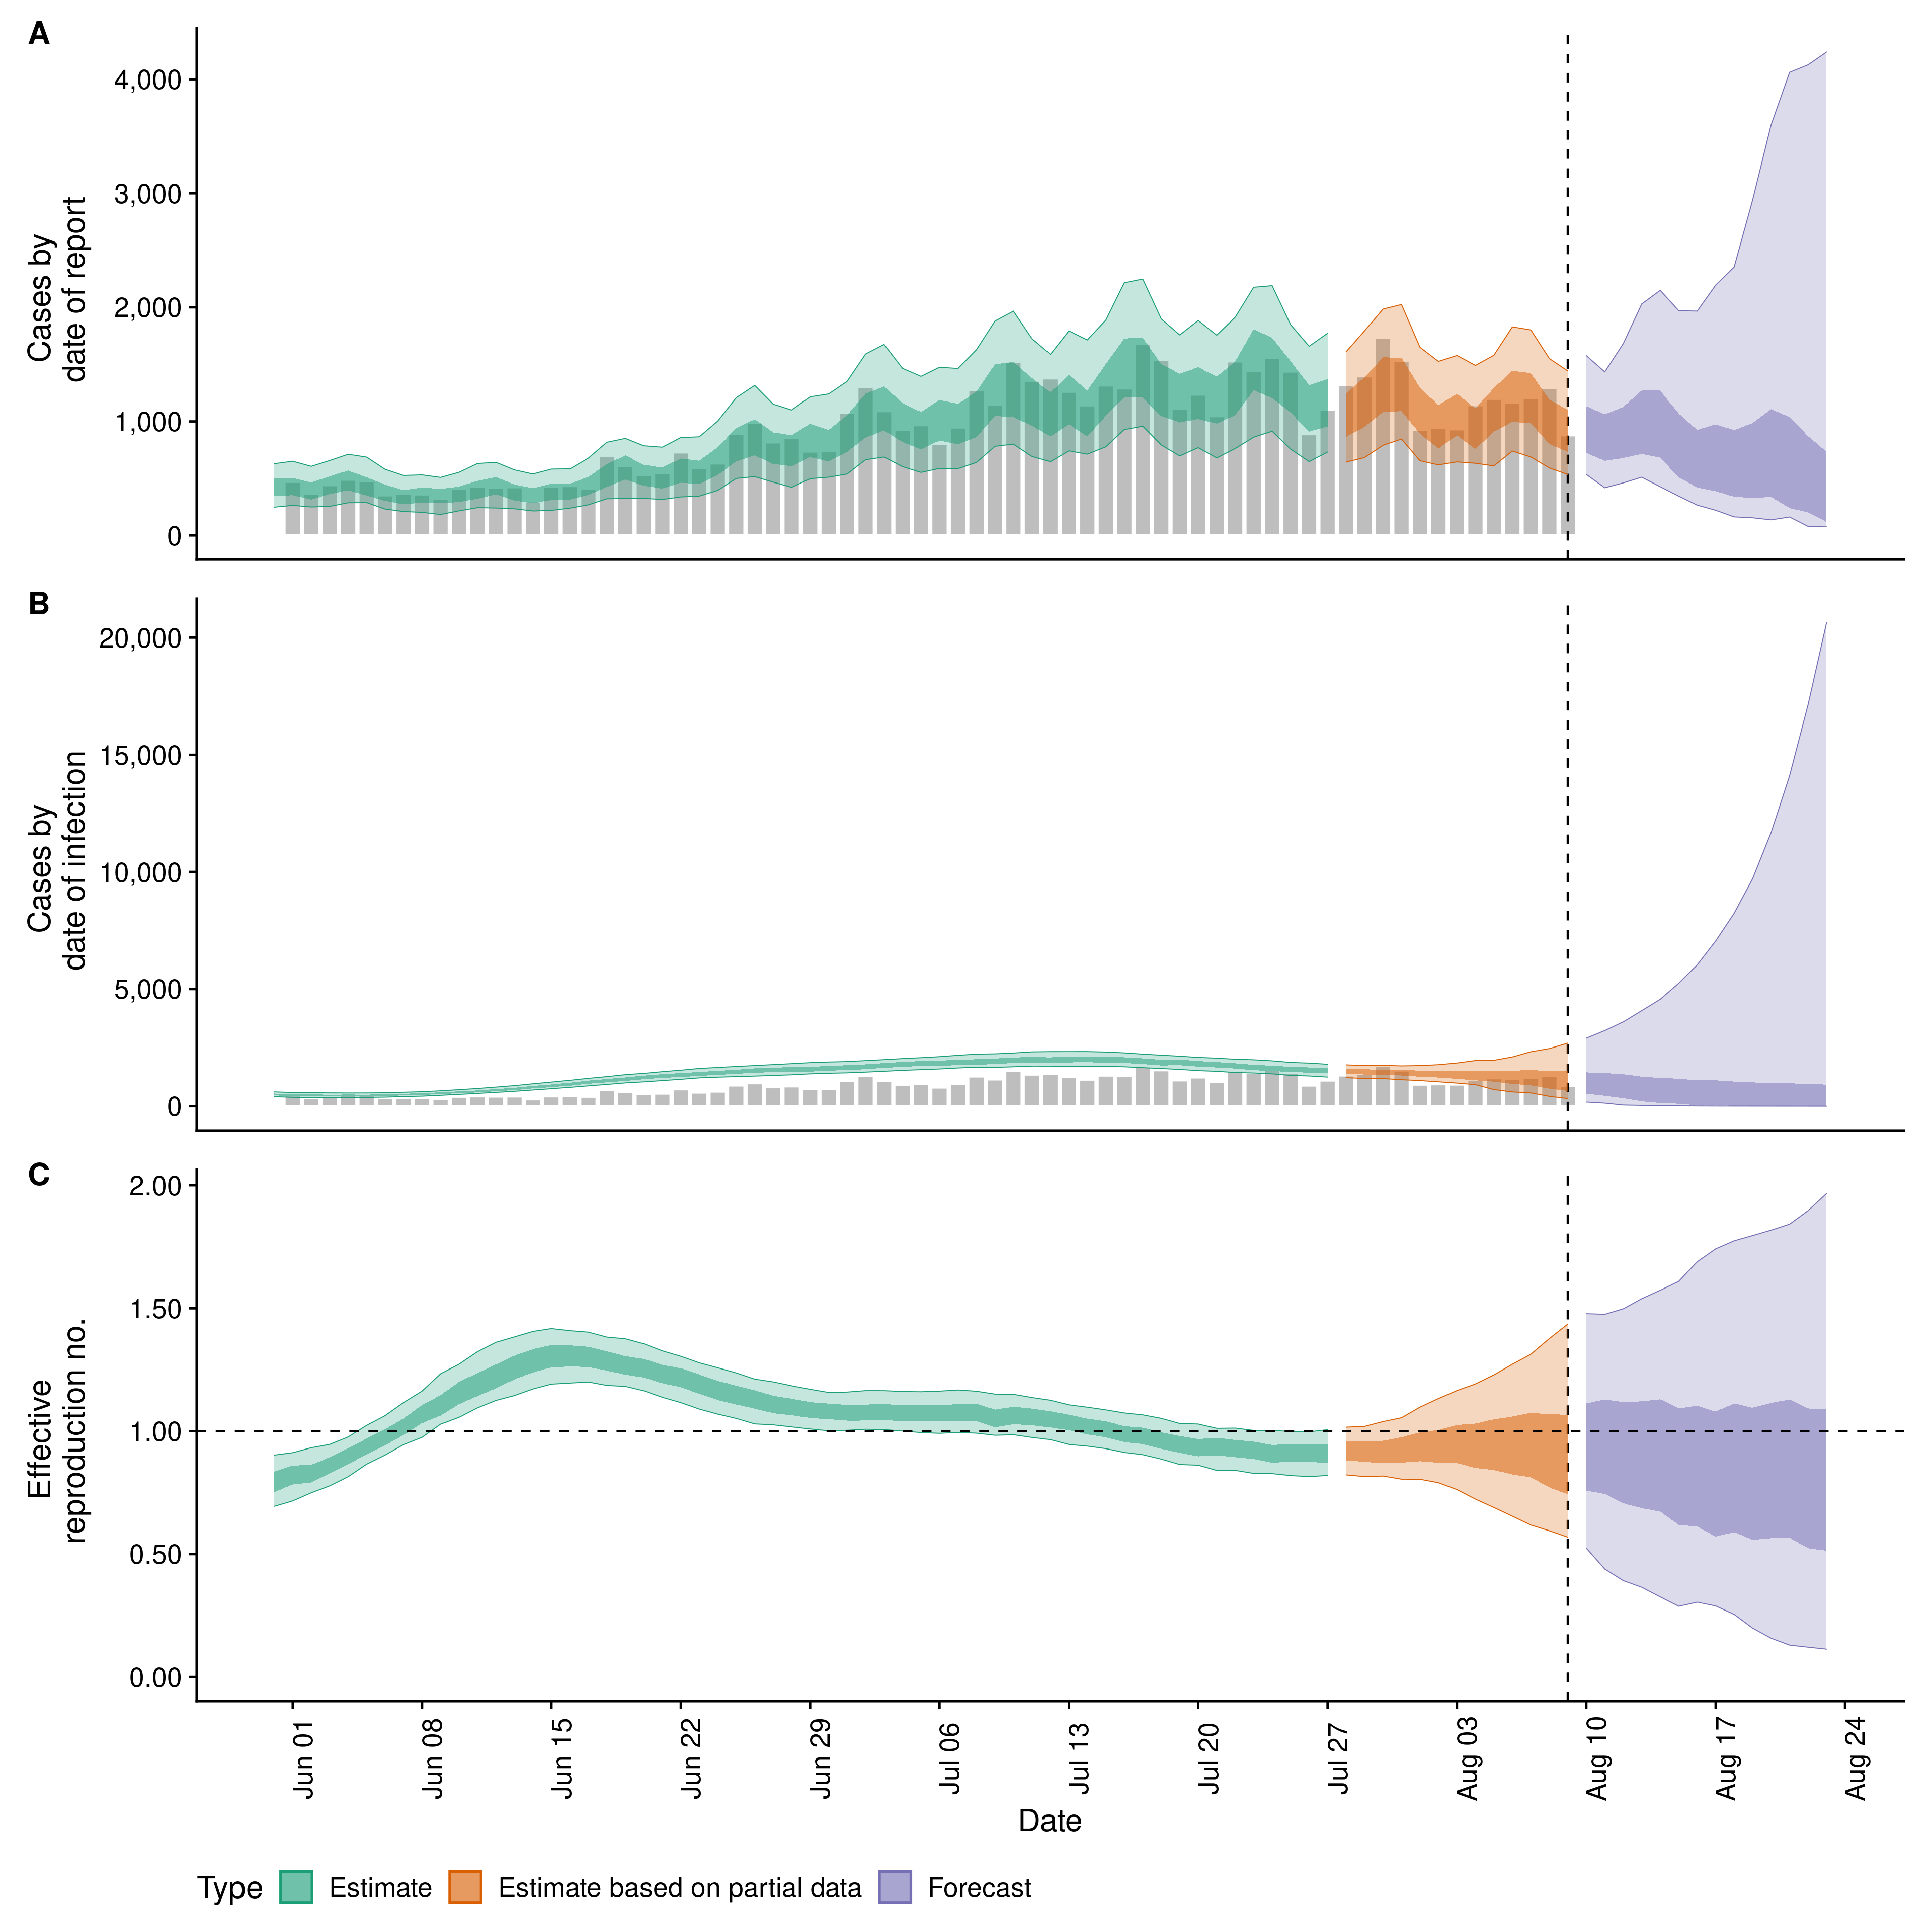 A
4,000
3,000
2,000
1,000
0
Cases by
date of report
B
20,000
15,000
10,000
5,000
0
Cases by
date of infection
C
2.00
1.50
1.00
0.50
0.00
Effective
reproduction no.
Jun 01
Jun 08
Jun 15
Jun 22
Jun 29
Jul 06
Jul 13
Jul 20
Jul 27
Aug 03
Aug 10
Aug 17
Aug 24
Date
Type Estimate Estimate based on partial data Forecast